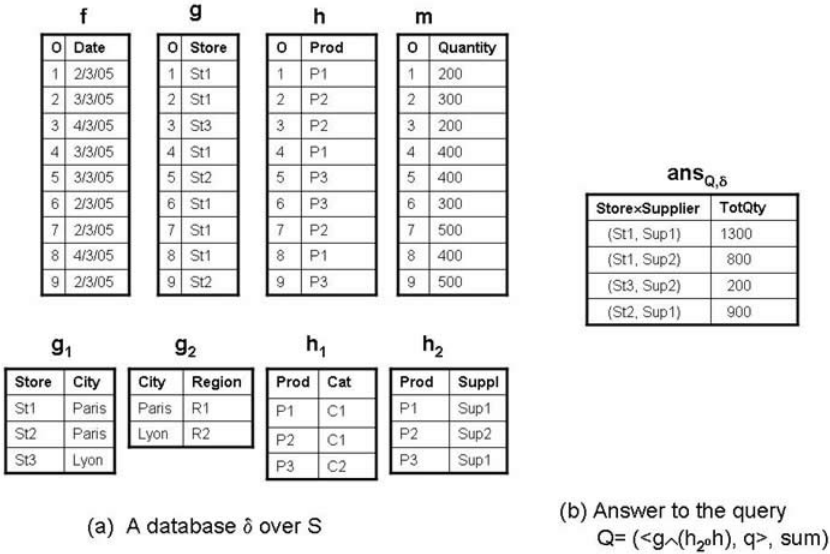 f g h m
O Date O Store O Prod O Quantity
1 2/3/05 1 St1 1 P1 1 200
2 3/3/05 2 St1 2 P2 2 300
3 4/3/05 3 St3 3 P2 3 200
4 3/3/05 4 St1 4 P1 4 400
5 3/3/05 5 St2 5 P3 5 400
6 2/3/05 6 St1 6 P3 6 300
7 2/3/05 7 St1 7 P2 7 500
8 4/3/05 8 St1 8 P1 8 400
9 2/3/05 9 St2 9 P3 9 500
ansQ,δ
Store×Supplier TotQty
(St1, Sup1) 1300
(St1, Sup2) 800
(St3, Sup2) 200
(St2, Sup1) 900
g1 g2 h1 h2
Store City City Region Prod Cat Prod Suppl
St1 Paris Paris R1 P1 C1 P1 Sup1
St2 Paris Lyon R2 P2 C1 P2 Sup2
St3 Lyon P3 C2 P3 Sup1
(a) A database δ over S
(b) Answer to the query
Q= (<g∧(h2ºh), q>, sum)